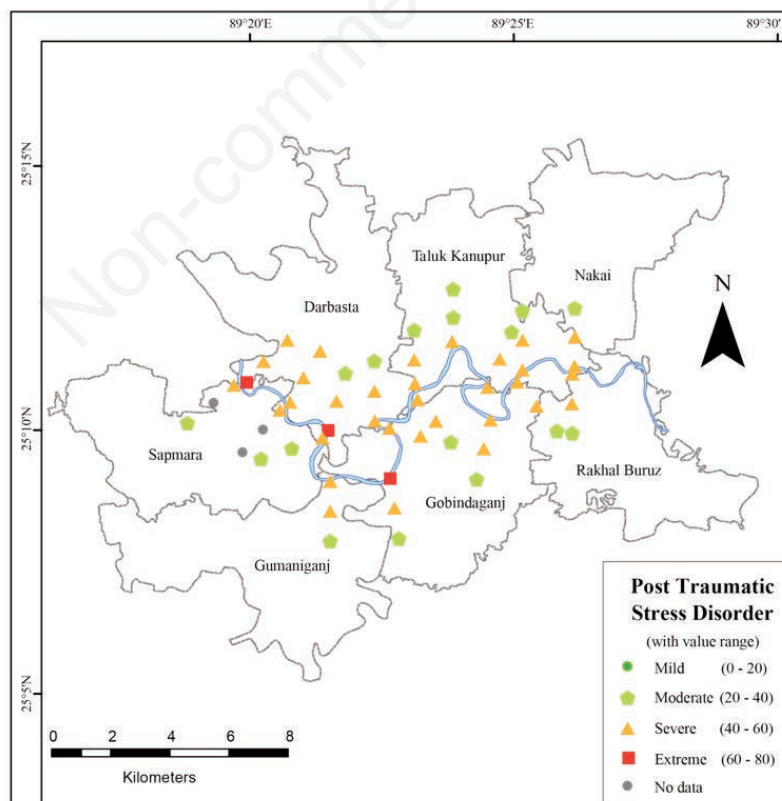 Non-comme
89°20'E 89°25'E 89°30'
25°15'N
25°10'N
25°5'N
Taluk Kanupur
Nakai
Darbasta
N
Sapmara
Rakhal Buruz
Gobindaganj
Gumaniganj
Post Traumatic
Stress Disorder
(with value range)
Mild (0 - 20)
Moderate (20 - 40)
Severe (40 - 60)
Extreme (60 - 80)
No data
0 2 4 6 8
Kilometers